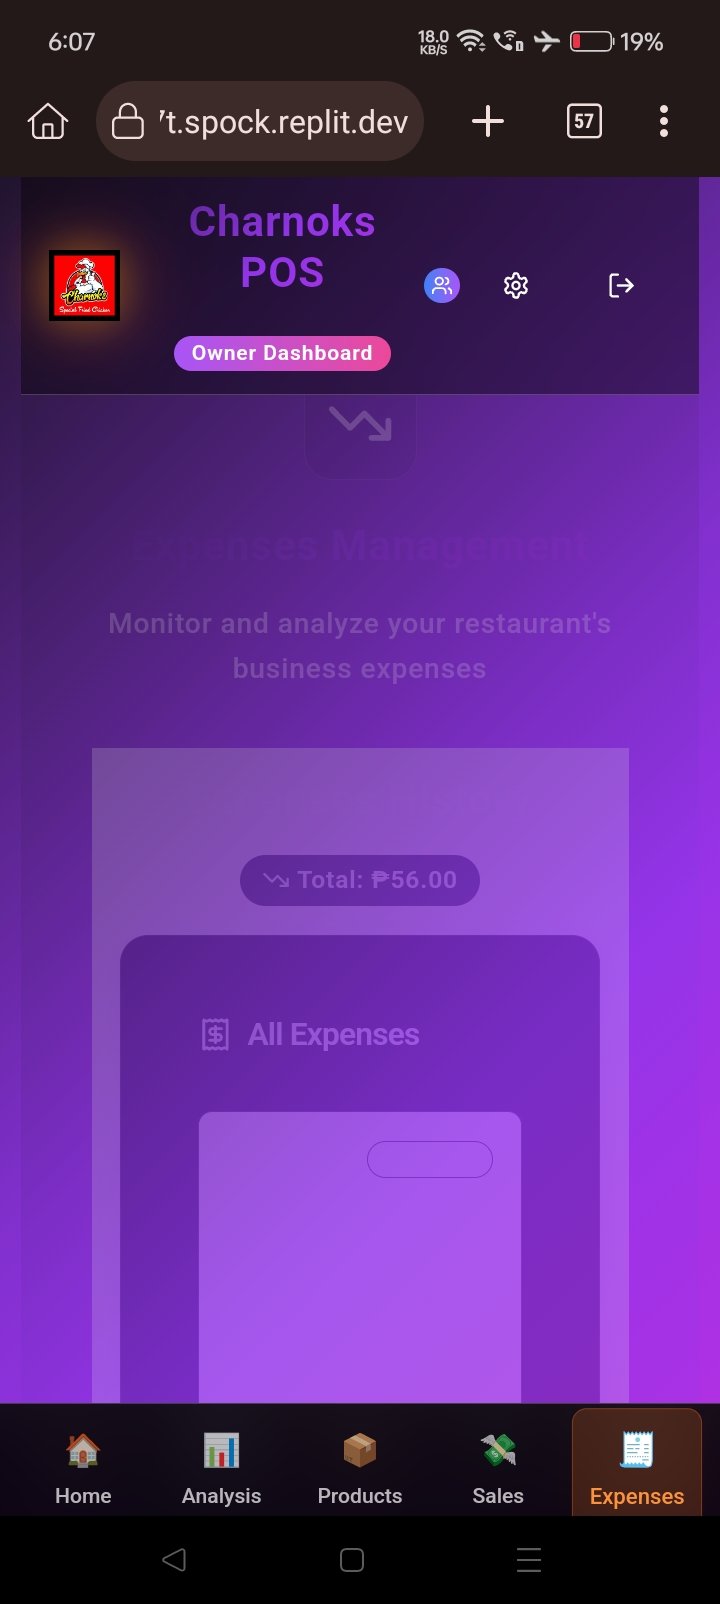 6:07
18.0
KB/S
19%
't.spock.replit.dev
57
Charnoks
POS
Charnoks
Special Fried Chicken
Owner Dashboard
Expenses Management
Monitor and analyze your restaurant's
business expenses
Total: ₱56.00
All Expenses
Home
Analysis
Products
Sales
Expenses